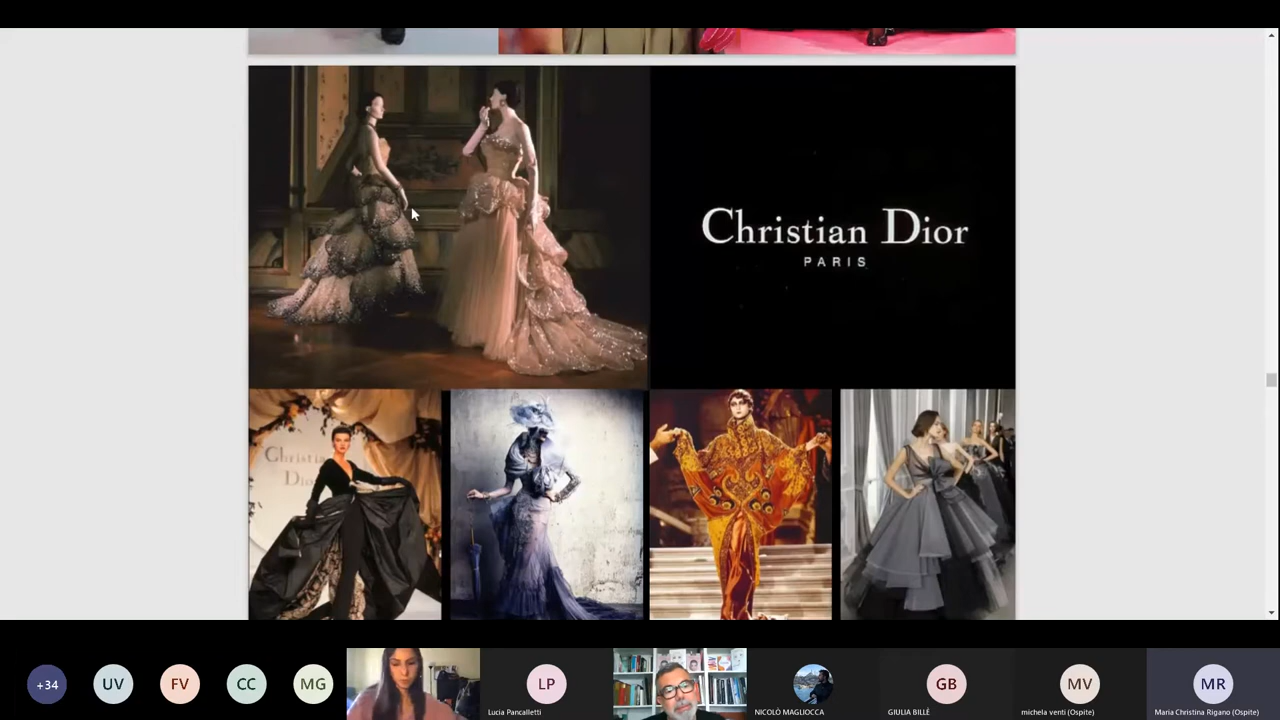 Christian Dior
PARIS
Christia
Dio
+34
UV
FV
CC
MG
LP
Lucia Pancalletti
NICOLÒ MAGLIOCCA
GB
GIULIA BILLÈ
MV
michela venti (Ospite)
MR
Maria Christina Rigano (Ospite)